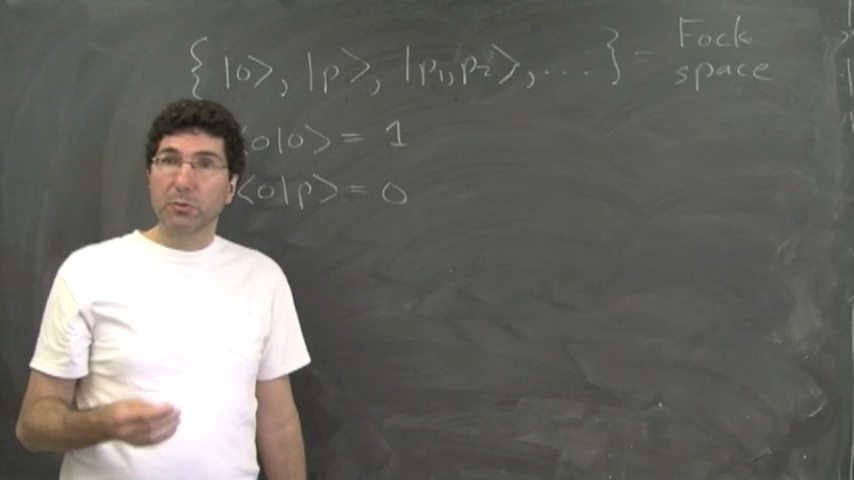 { |0>, |p>, |p₁,p₂>, ... } = Fock space
<0|0> = 1
<0|p> = 0